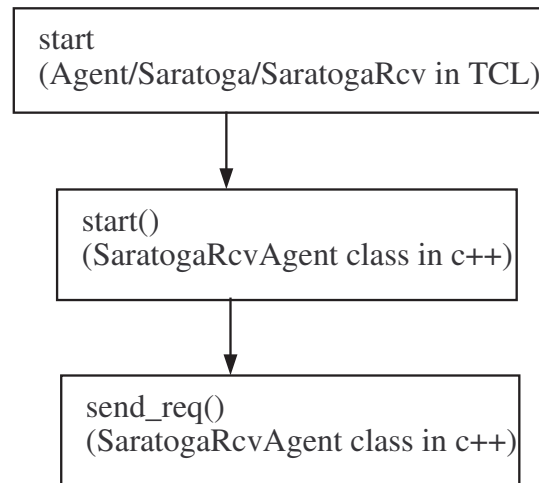 start
(Agent/Saratoga/SaratogaRcv in TCL)
start()
(SaratogaRcvAgent class in c++)
send_req()
(SaratogaRcvAgent class in c++)